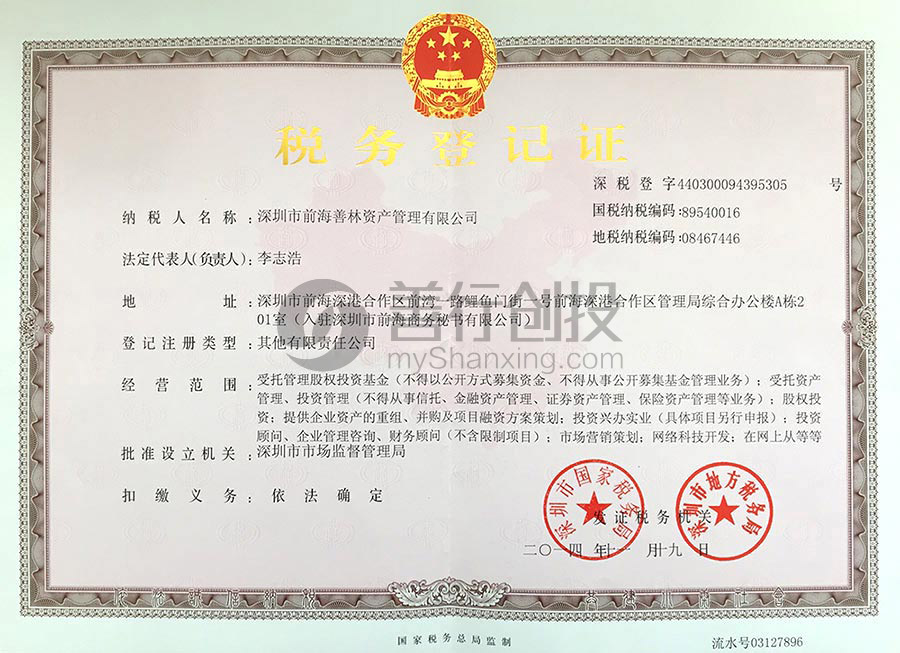 税务登记证
深税登字440300094395305 号
国税纳税编码:89540016
地税纳税编码:08467446
纳税人名称:深圳市前海善林资产管理有限公司
法定代表人(负责人):李志浩
地 址:深圳市前海深港合作区前湾一路鲤鱼门街一号前海深港合作区管理局综合办公楼A栋2
01室(入驻深圳市前海商务秘书有限公司)
登记注册类型:其他有限责任公司
经营范围:受托管理股权投资基金(不得以公开方式募集资金、不得从事公开募集基金管理业务);受托资产
管理、投资管理(不得从事信托、金融资产管理、证券资产管理、保险资产管理等业务);股权投
资;提供企业资产的重组、并购及项目融资方案策划;投资兴办实业(具体项目另行申报);投资
顾问、企业管理咨询、财务顾问(不含限制项目);市场营销策划;网络科技开发;在网上从等等
批准设立机关:深圳市市场监督管理局
扣缴义务:依法确定
善行创投
myShanxing.com
深圳市国家税务局
深圳市地方税务局
发证税务机关
二〇一四 年十一 月十九 日
国家税务总局监制
流水号03127896